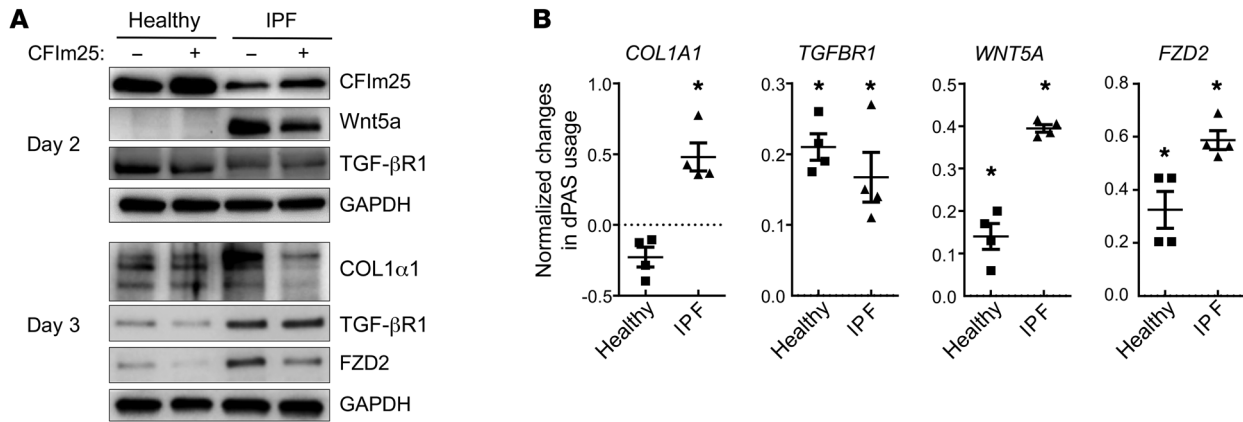 A
Healthy IPF
CFIm25: – + – +
Day 2
CFIm25
Wnt5a
TGF-βR1
GAPDH
Day 3
COL1α1
TGF-βR1
FZD2
GAPDH
B
Normalized changes
in dPAS usage
COL1A1
1.0
0.5
0.0
-0.5
*
Healthy
IPF
TGFBR1
0.3
0.2
0.1
0.0
* *
Healthy
IPF
WNT5A
0.5
0.4
0.3
0.2
0.1
0.0
*
*
Healthy
IPF
FZD2
0.8
0.6
0.4
0.2
0.0
*
*
Healthy
IPF